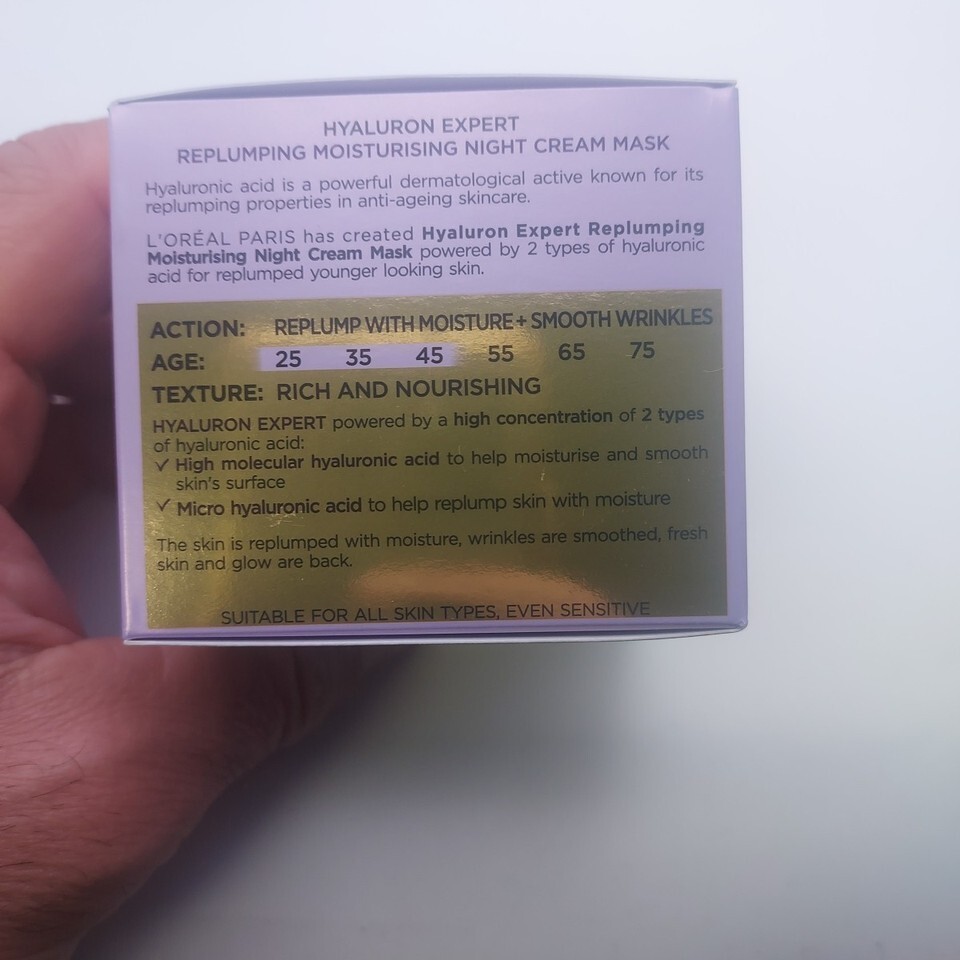 HYALURON EXPERT
REPLUMPING MOISTURISING NIGHT CREAM MASK
Hyaluronic acid is a powerful dermatological active known for its
replumping properties in anti-ageing skincare.
L'ORÉAL PARIS has created Hyaluron Expert Replumping
Moisturising Night Cream Mask powered by 2 types of hyaluronic
acid for replumped younger looking skin.
ACTION: REPLUMP WITH MOISTURE + SMOOTH WRINKLES
AGE: 25 35 45 55 65 75
TEXTURE: RICH AND NOURISHING
HYALURON EXPERT powered by a high concentration of 2 types
of hyaluronic acid:
✓ High molecular hyaluronic acid to help moisturise and smooth
skin's surface
✓ Micro hyaluronic acid to help replump skin with moisture
The skin is replumped with moisture, wrinkles are smoothed, fresh
skin and glow are back.
SUITABLE FOR ALL SKIN TYPES, EVEN SENSITIVE